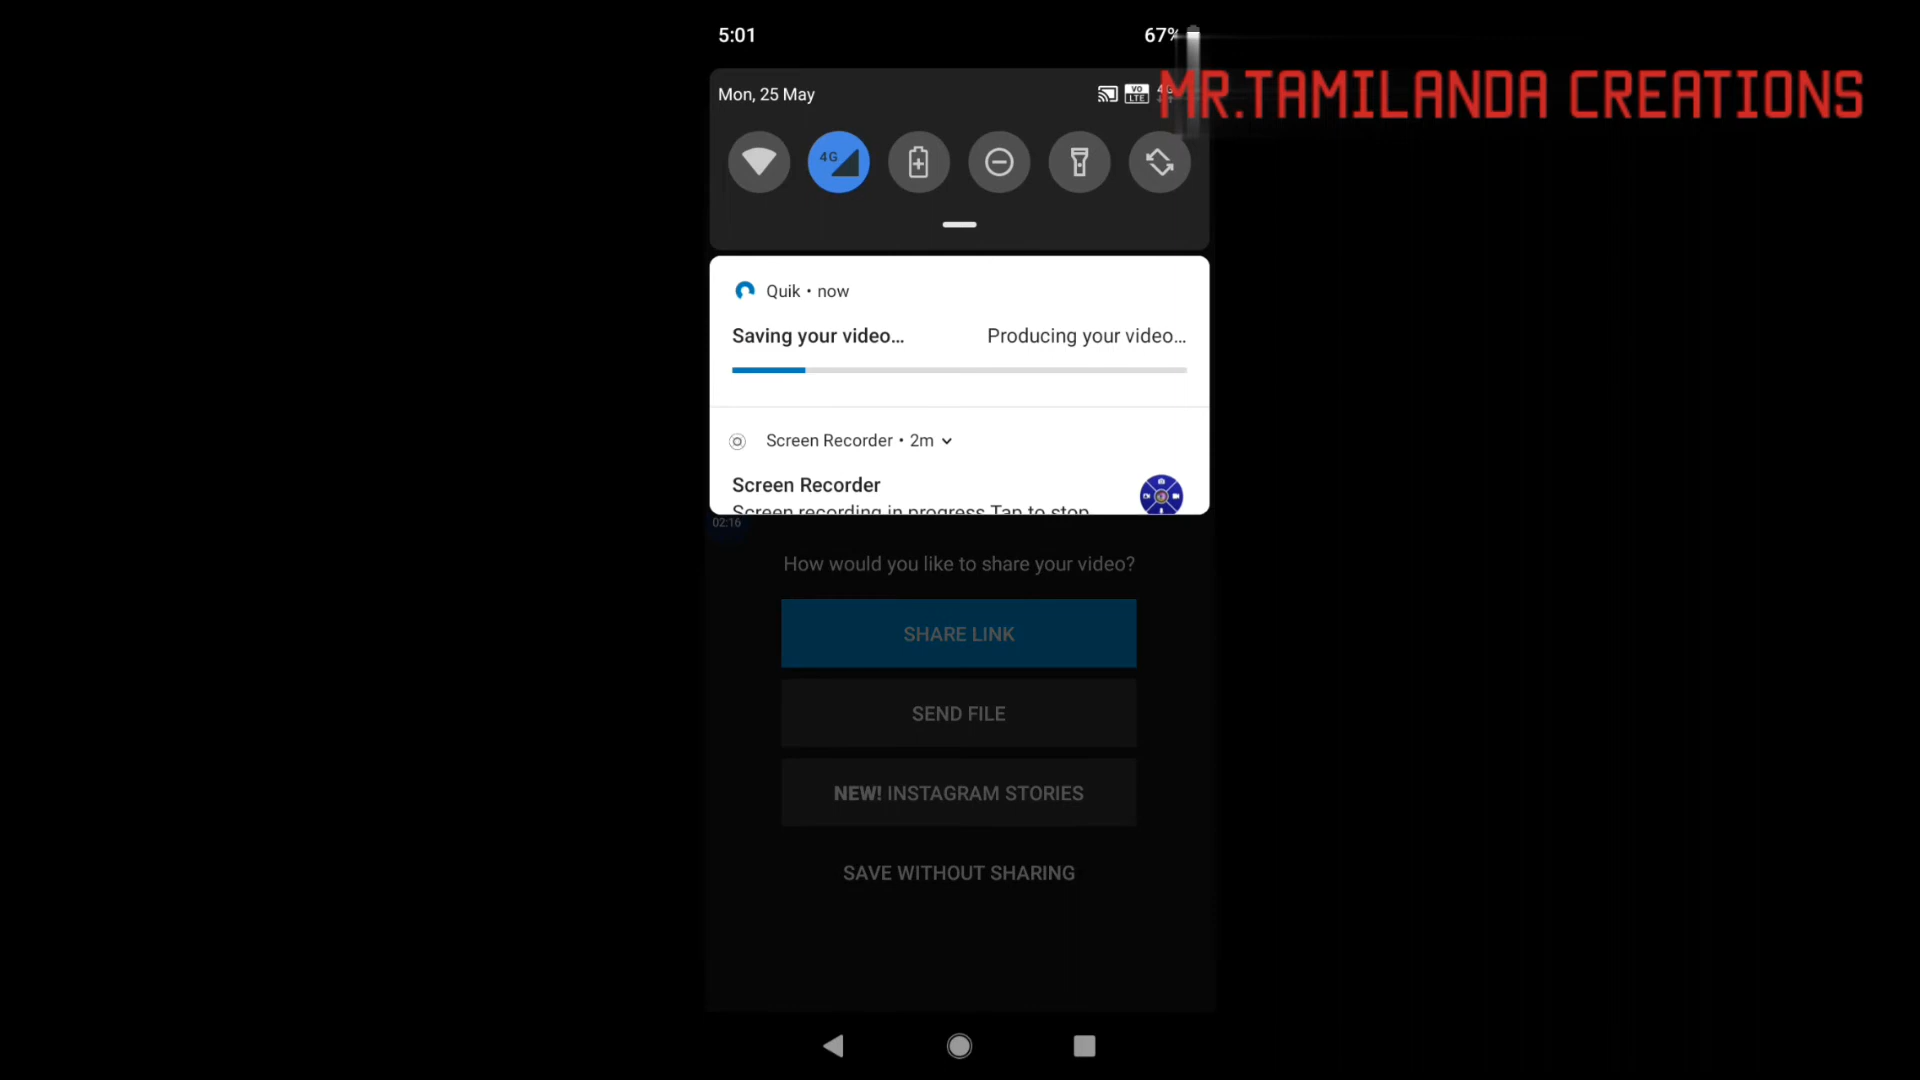 5:01
67%
MR.TAMILANDA CREATIONS
Mon, 25 May
VO LTE
4G
Quik • now
Saving your video...
Producing your video...
Screen Recorder • 2m
Screen Recorder
Screen recording in progress Tap to stop
02:16
How would you like to share your video?
SHARE LINK
SEND FILE
NEW! INSTAGRAM STORIES
SAVE WITHOUT SHARING